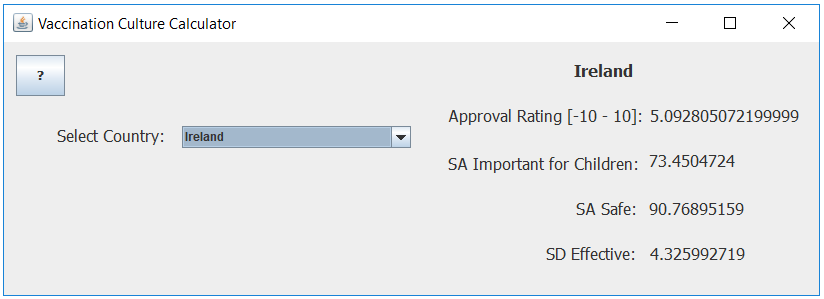 Vaccination Culture Calculator
?
Ireland
Select Country: Ireland
Approval Rating [-10 - 10]: 5.092805072199999
SA Important for Children: 73.4504724
SA Safe: 90.76895159
SD Effective: 4.325992719